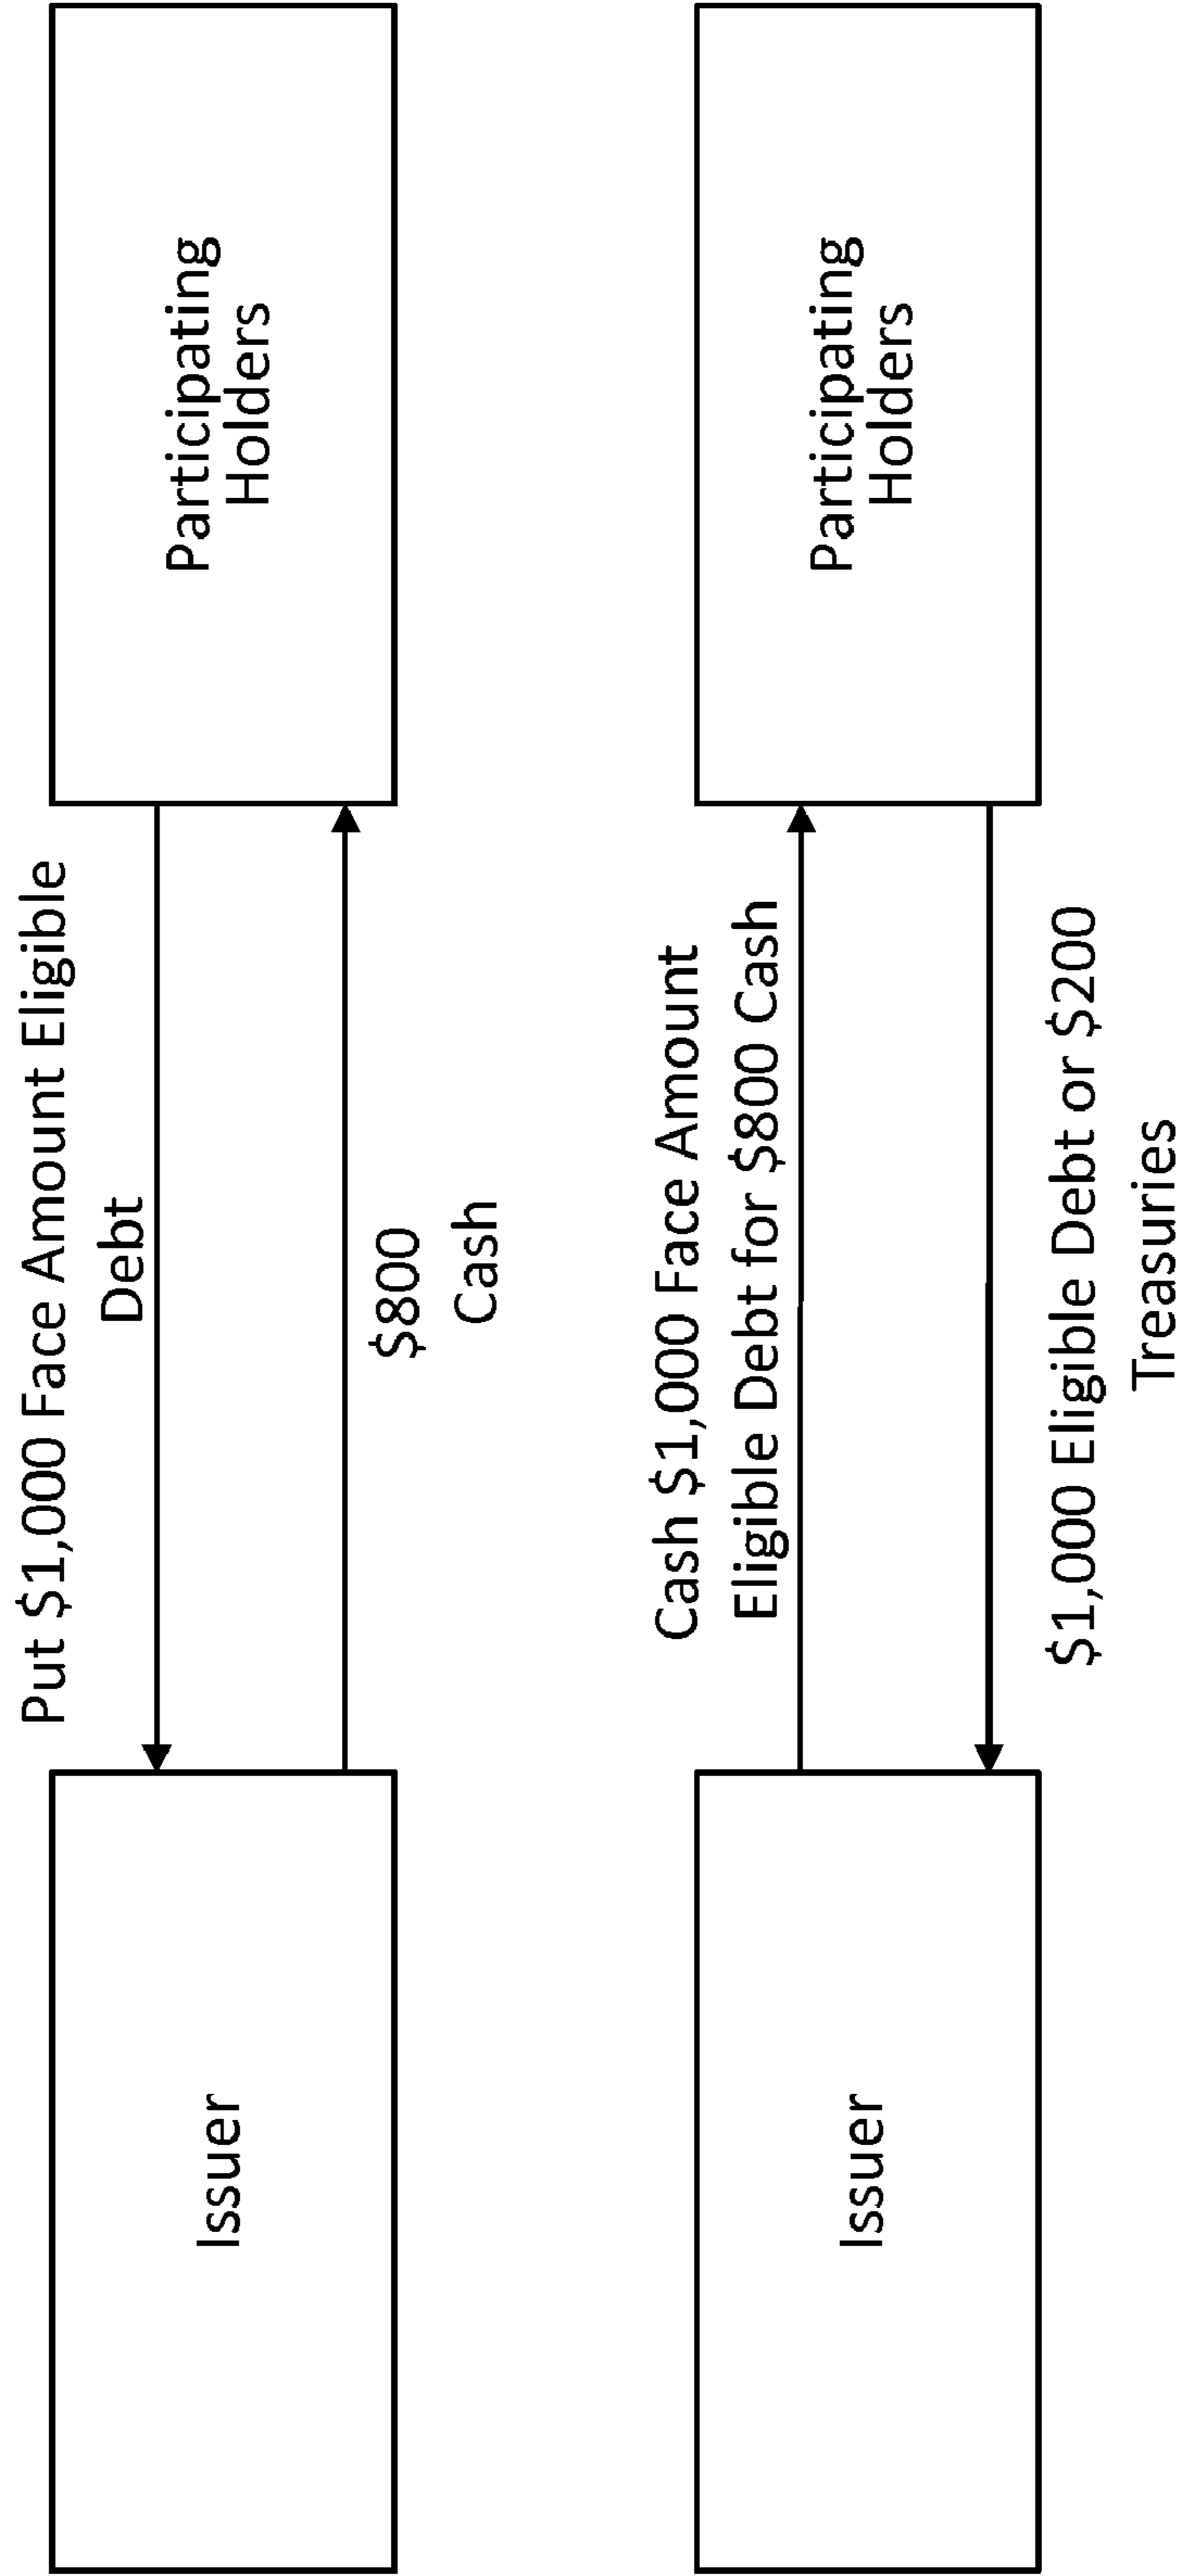 Put $1,000 Face Amount Eligible
Debt
Issuer
Participating
Holders
$800
Cash
Cash $1,000 Face Amount
Eligible Debt for $800 Cash
Issuer
Participating
Holders
$1,000 Eligible Debt or $200
Treasuries